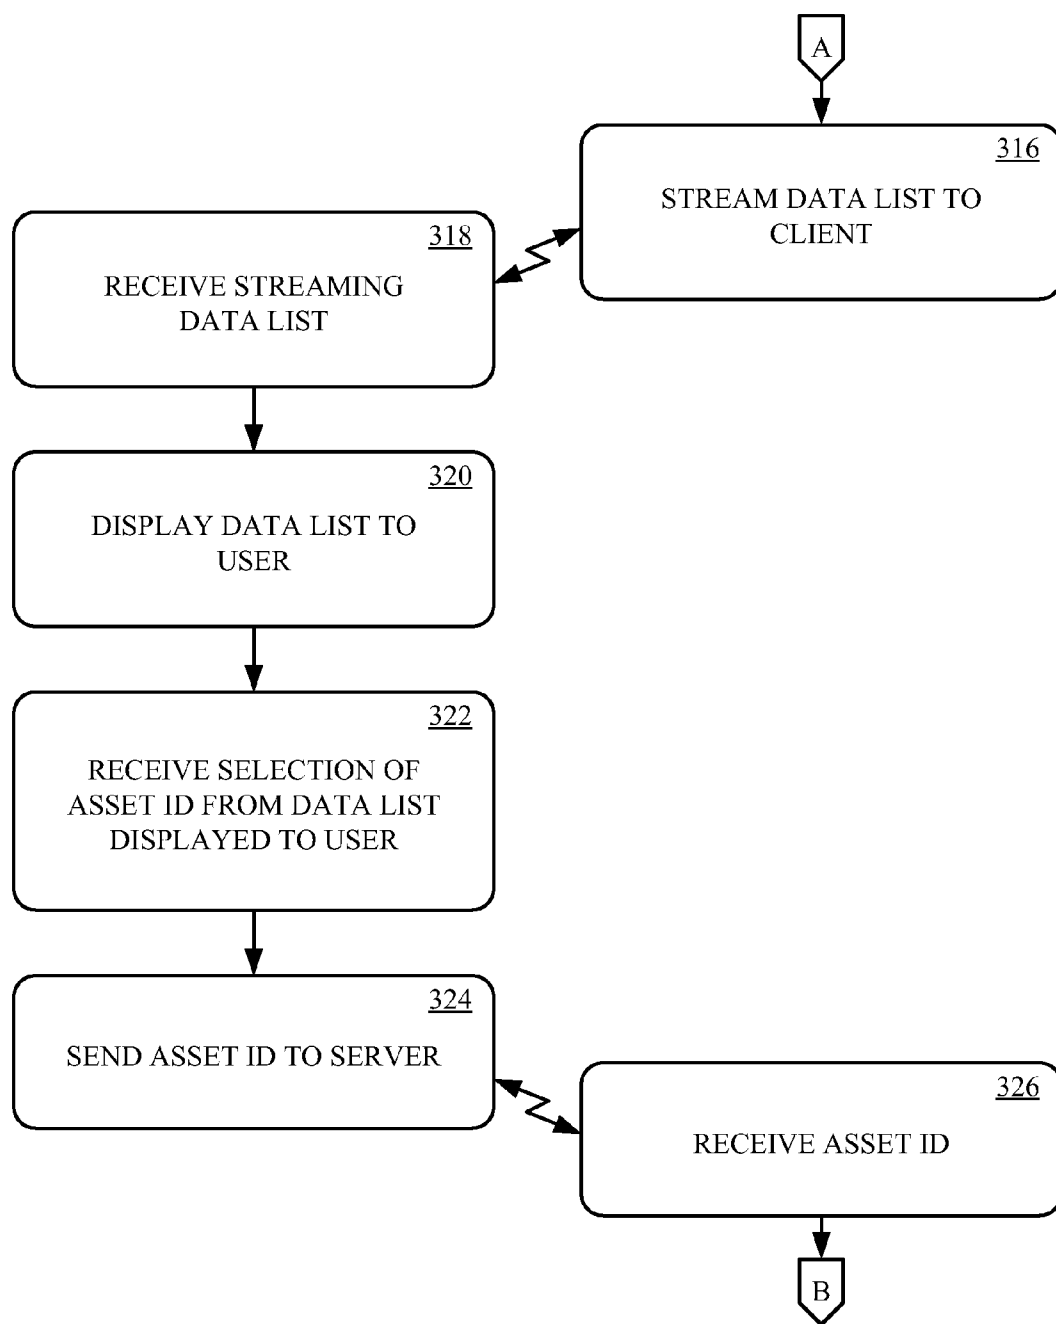 A
316
STREAM DATA LIST TO
CLIENT
318
RECEIVE STREAMING
DATA LIST
320
DISPLAY DATA LIST TO
USER
322
RECEIVE SELECTION OF
ASSET ID FROM DATA LIST
DISPLAYED TO USER
324
SEND ASSET ID TO SERVER
326
RECEIVE ASSET ID
B